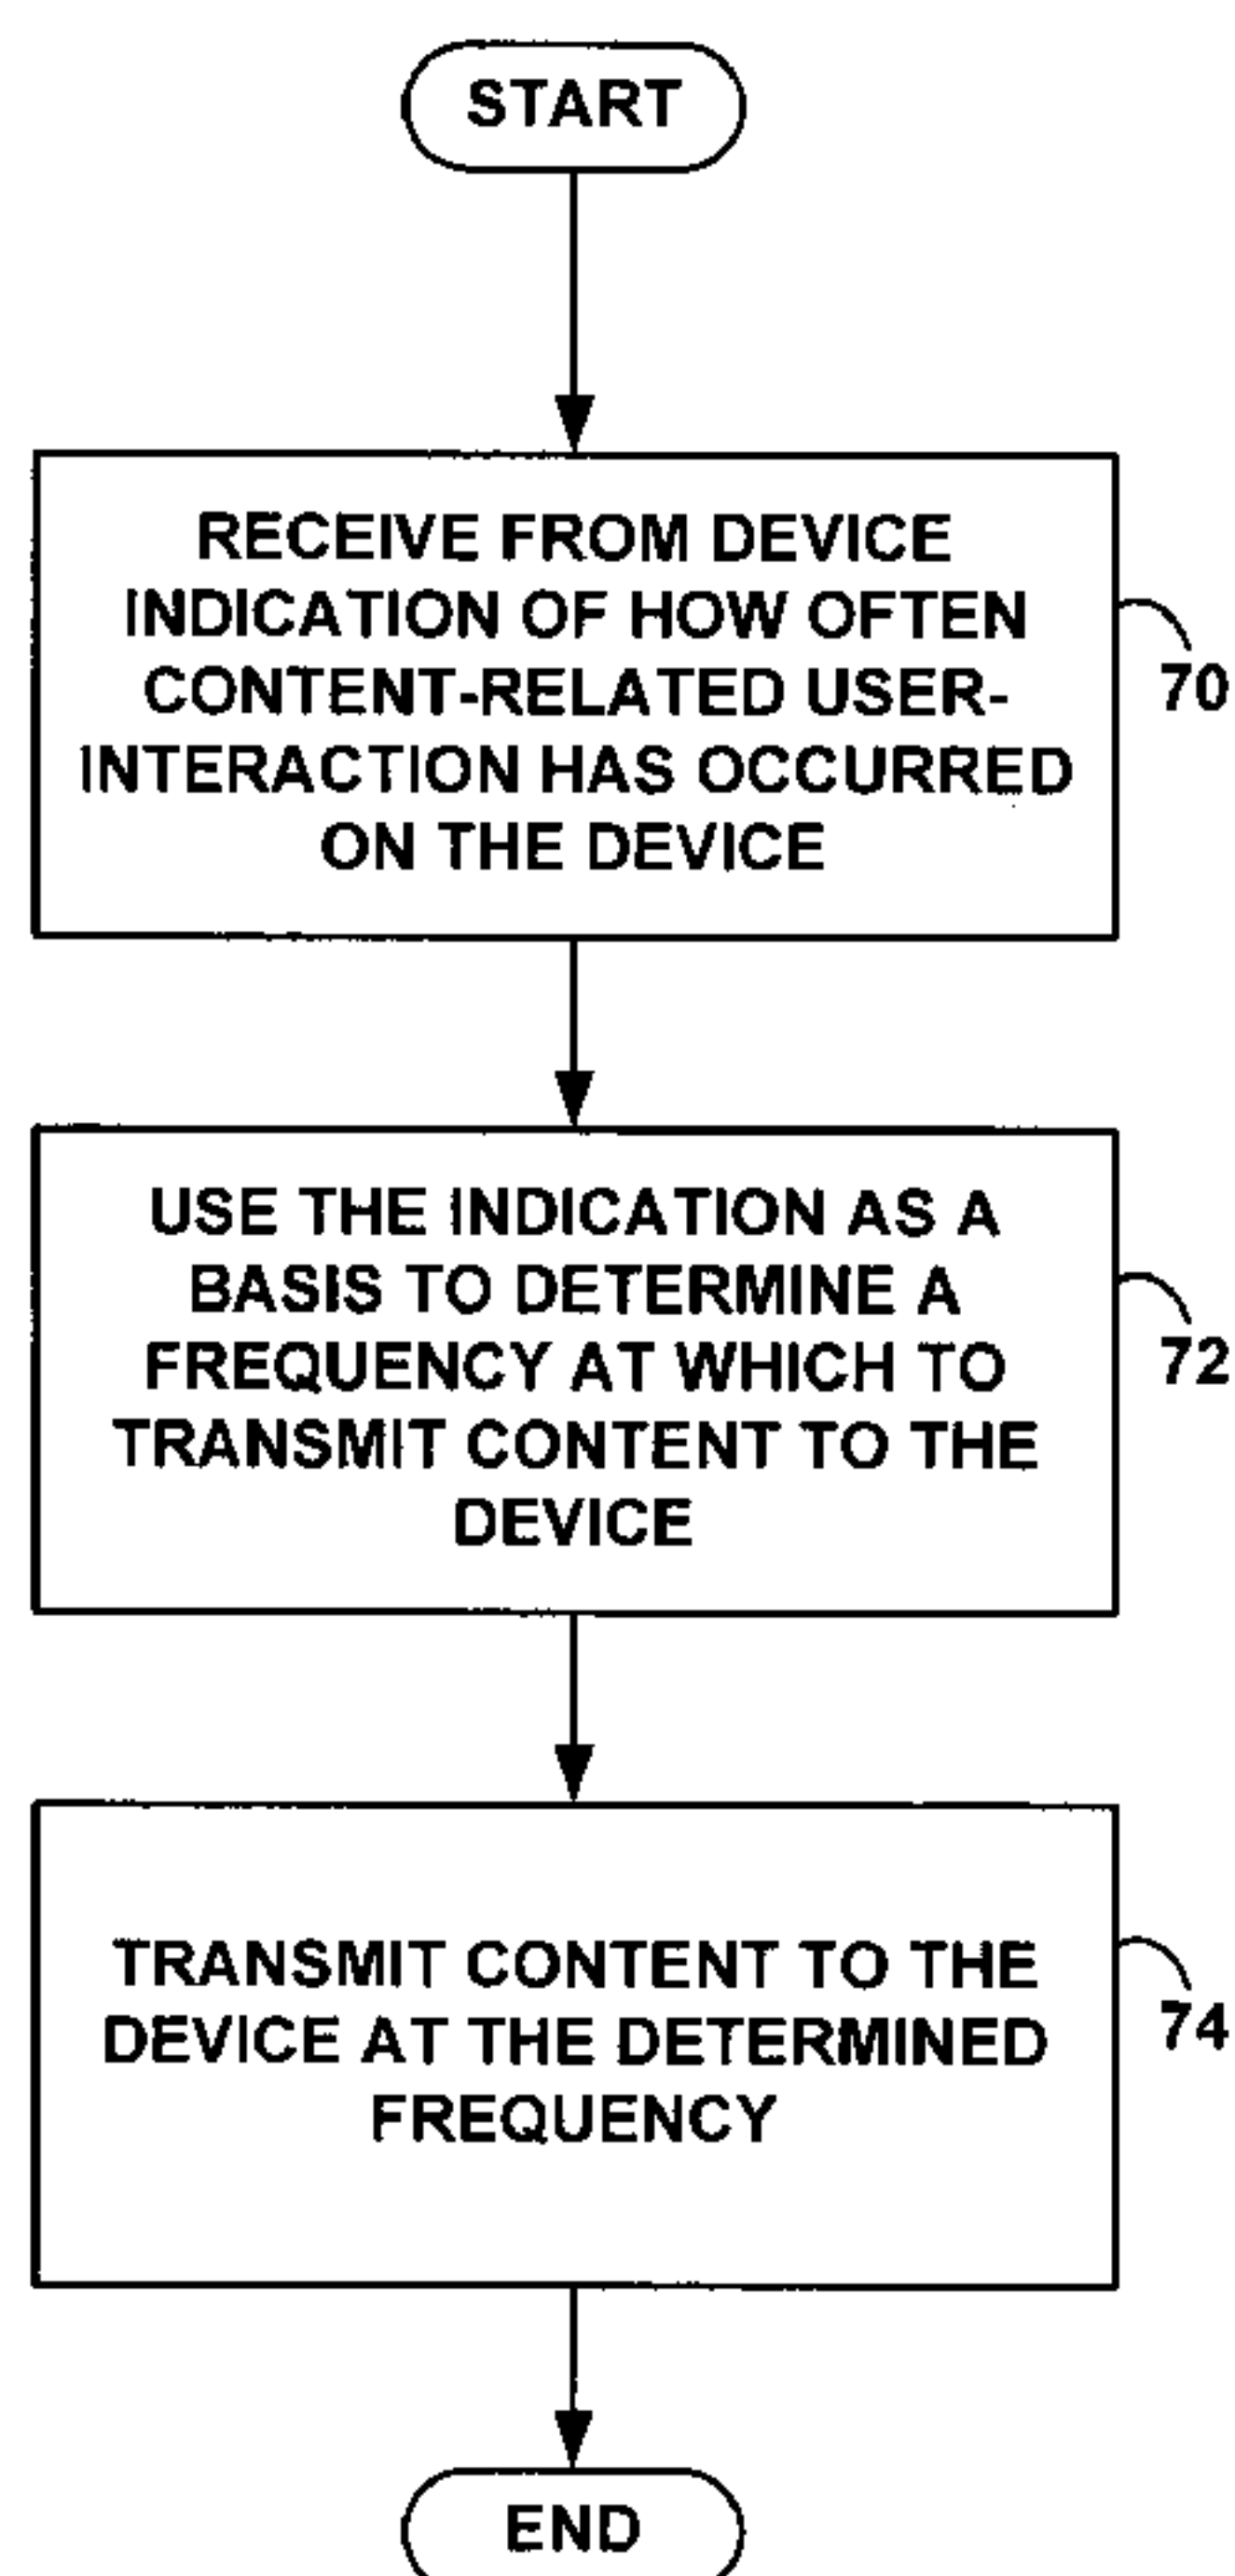 START
RECEIVE FROM DEVICE
INDICATION OF HOW OFTEN
CONTENT-RELATED USER-
INTERACTION HAS OCCURRED
ON THE DEVICE
70
USE THE INDICATION AS A
BASIS TO DETERMINE A
FREQUENCY AT WHICH TO
TRANSMIT CONTENT TO THE
DEVICE
72
TRANSMIT CONTENT TO THE
DEVICE AT THE DETERMINED
FREQUENCY
74
END